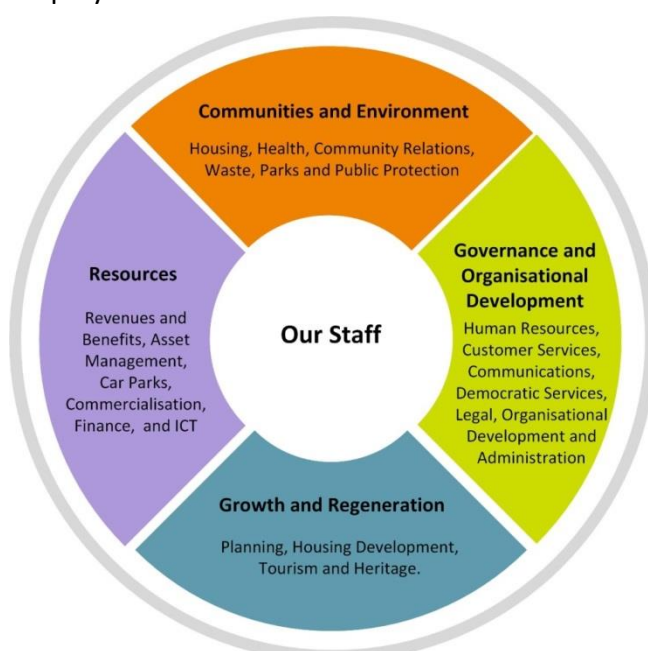 Communities and Environment
Housing, Health, Community Relations,
Waste, Parks and Public Protection
Resources
Revenues and
Benefits, Asset
Management,
Car Parks,
Commercialisation,
Finance, and ICT
Our Staff
Governance and
Organisational
Development
Human Resources,
Customer Services,
Communications,
Democratic Services,
Legal, Organisational
Development and
Administration
Growth and Regeneration
Planning, Housing Development,
Tourism and Heritage.